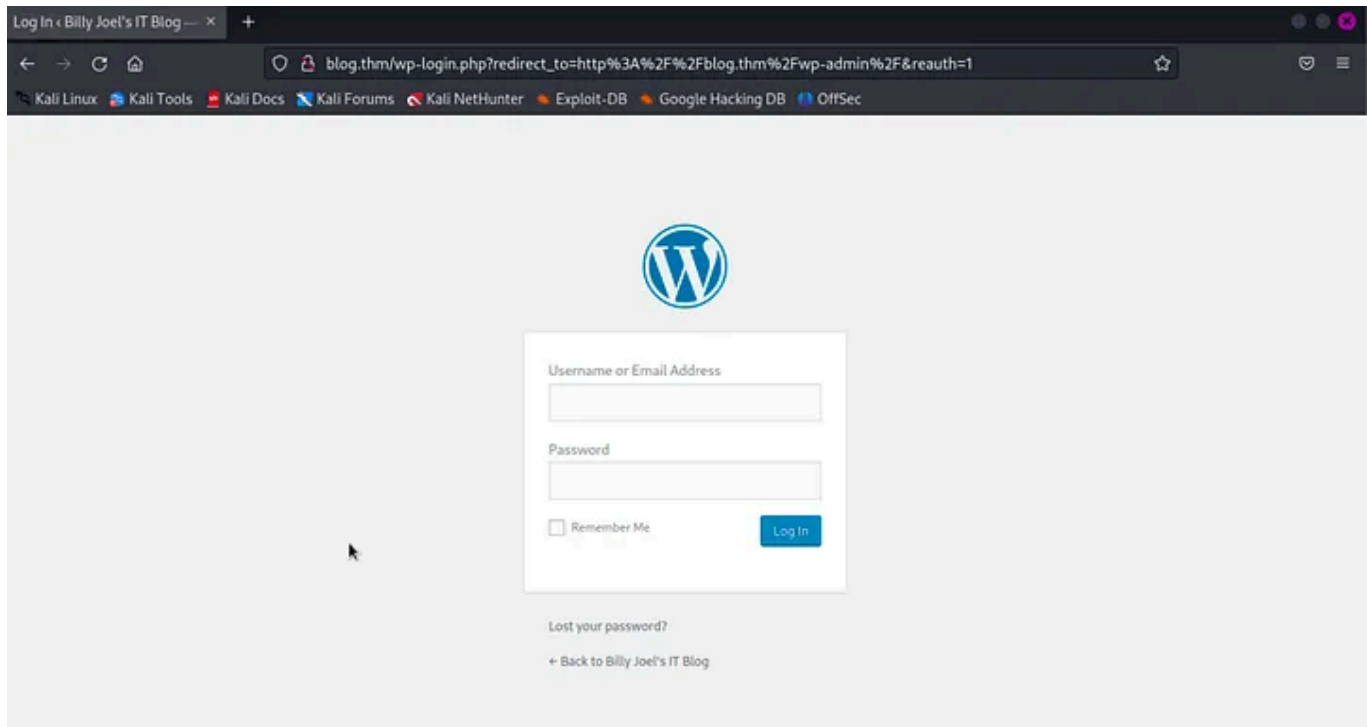 Log In ‹ Billy Joel's IT Blog —
blog.thm/wp-login.php?redirect_to=http%3A%2F%2Fblog.thm%2Fwp-admin%2F&reauth=1
Kali Linux Kali Tools Kali Docs Kali Forums Kali NetHunter Exploit-DB Google Hacking DB OffSec
Username or Email Address
Password
Remember Me
Log In
Lost your password?
← Back to Billy Joel's IT Blog